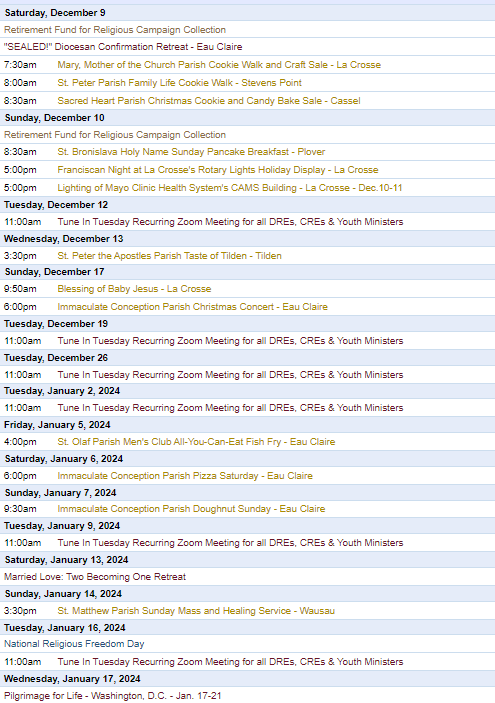 Saturday, December 9
Retirement Fund for Religious Campaign Collection
"SEALED!" Diocesan Confirmation Retreat - Eau Claire
7:30am Mary, Mother of the Church Parish Cookie Walk and Craft Sale - La Crosse
8:00am St. Peter Parish Family Life Cookie Walk - Stevens Point
8:30am Sacred Heart Parish Christmas Cookie and Candy Bake Sale - Cassel
Sunday, December 10
Retirement Fund for Religious Campaign Collection
8:30am St. Bronislava Holy Name Sunday Pancake Breakfast - Plover
5:00pm Franciscan Night at La Crosse's Rotary Lights Holiday Display - La Crosse
5:00pm Lighting of Mayo Clinic Health System's CAMS Building - La Crosse - Dec.10-11
Tuesday, December 12
11:00am Tune In Tuesday Recurring Zoom Meeting for all DREs, CREs & Youth Ministers
Wednesday, December 13
3:30pm St. Peter the Apostles Parish Taste of Tilden - Tilden
Sunday, December 17
9:50am Blessing of Baby Jesus - La Crosse
6:00pm Immaculate Conception Parish Christmas Concert - Eau Claire
Tuesday, December 19
11:00am Tune In Tuesday Recurring Zoom Meeting for all DREs, CREs & Youth Ministers
Tuesday, December 26
11:00am Tune In Tuesday Recurring Zoom Meeting for all DREs, CREs & Youth Ministers
Tuesday, January 2, 2024
11:00am Tune In Tuesday Recurring Zoom Meeting for all DREs, CREs & Youth Ministers
Friday, January 5, 2024
4:00pm St. Olaf Parish Men's Club All-You-Can-Eat Fish Fry - Eau Claire
Saturday, January 6, 2024
6:00pm Immaculate Conception Parish Pizza Saturday - Eau Claire
Sunday, January 7, 2024
9:30am Immaculate Conception Parish Doughnut Sunday - Eau Claire
Tuesday, January 9, 2024
11:00am Tune In Tuesday Recurring Zoom Meeting for all DREs, CREs & Youth Ministers
Saturday, January 13, 2024
Married Love: Two Becoming One Retreat
Sunday, January 14, 2024
3:30pm St. Matthew Parish Sunday Mass and Healing Service - Wausau
Tuesday, January 16, 2024
National Religious Freedom Day
11:00am Tune In Tuesday Recurring Zoom Meeting for all DREs, CREs & Youth Ministers
Wednesday, January 17, 2024
Pilgrimage for Life - Washington, D.C. - Jan. 17-21